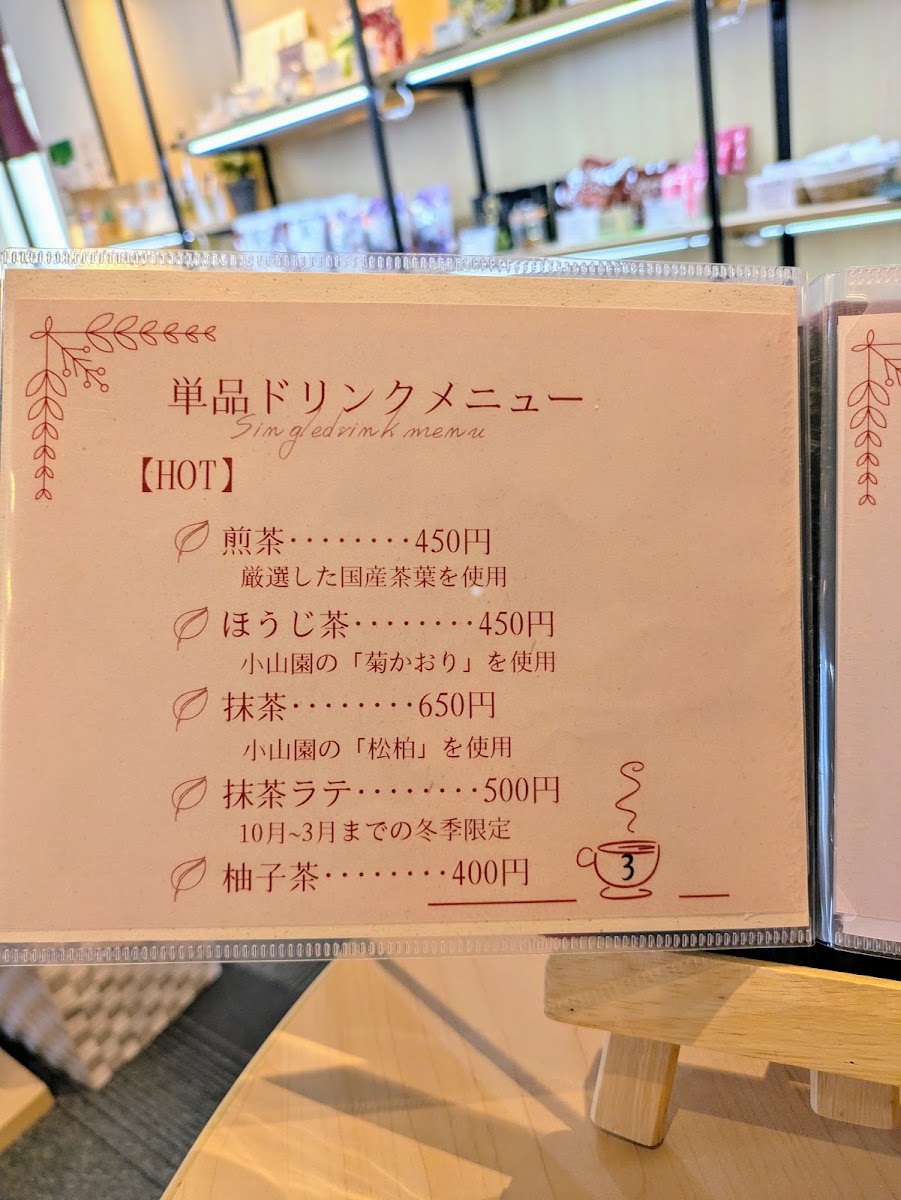 単品ドリンクメニュー
Singledrink menu
【HOT】
煎茶········450円
厳選した国産茶葉を使用
ほうじ茶········450円
小山園の「菊かおり」を使用
抹茶········650円
小山園の「松柏」を使用
抹茶ラテ········500円
10月~3月までの冬季限定
柚子茶········400円
3